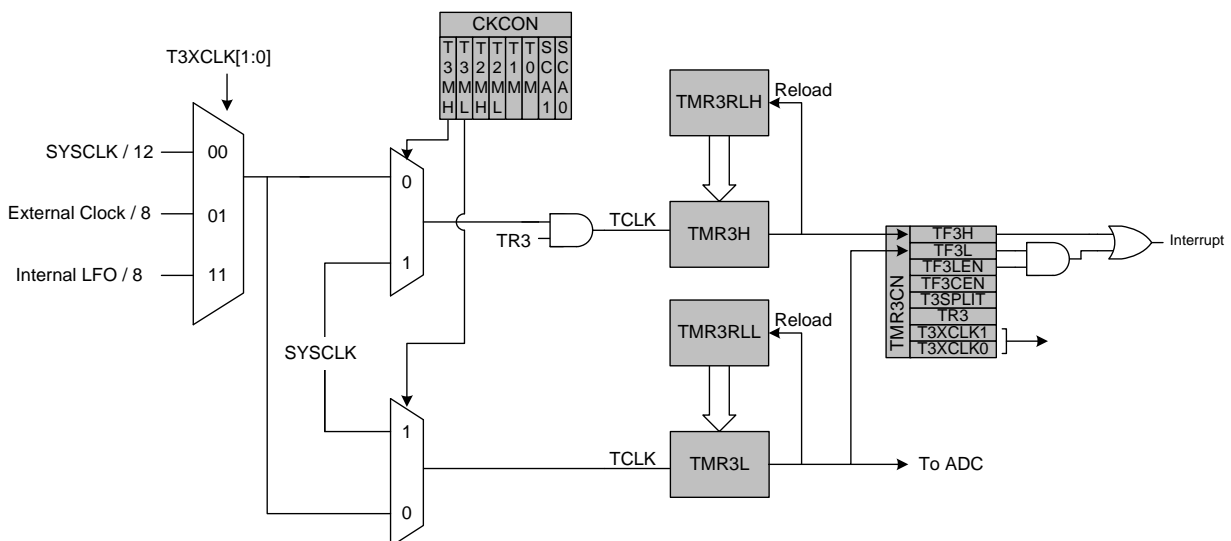 CKCON
T3MH
T3ML
T2MH
T2ML
T1M
T0M
SCA1
SCA0
T3XCLK[1:0]
SYSCLK / 12
00
External Clock / 8
01
Internal LFO / 8
11
0
1
TR3
TCLK
TMR3RLH
Reload
TMR3H
TMR3CN
TF3H
TF3L
TF3LEN
TF3CEN
T3SPLIT
TR3
T3XCLK1
T3XCLK0
Interrupt
SYSCLK
1
0
TCLK
TMR3RLL
Reload
TMR3L
To ADC